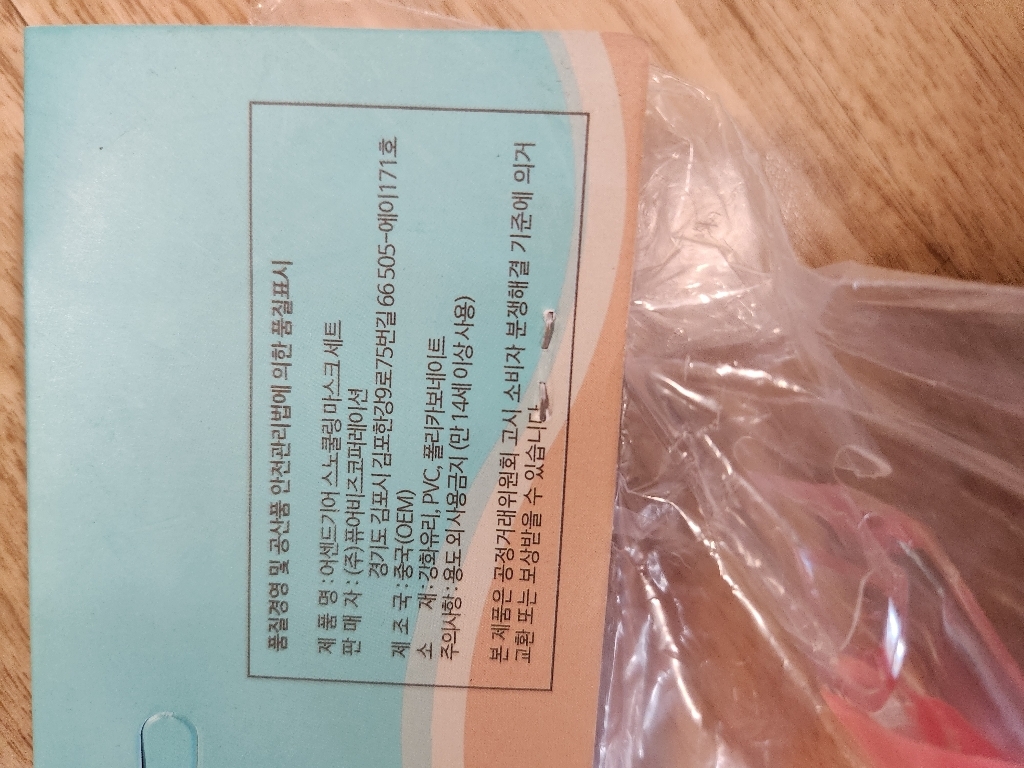 품질경영 및 공산품 안전관리법에 의한 품질표시
제 품 명 : 어센드기어 스노쿨링 마스크 세트
판 매 자 : (주)퓨어비즈코퍼레이션
경기도 김포시 김포한강9로75번길 66 505-에이171호
제 조 국 : 중국(OEM)
소 재 : 강화유리, PVC, 폴리카보네이트
주의사항 : 용도 외 사용금지 (만 14세 이상 사용)
본 제품은 공정거래위원회 고시 소비자 분쟁해결 기준에 의거
교환 또는 보상받을 수 있습니다.